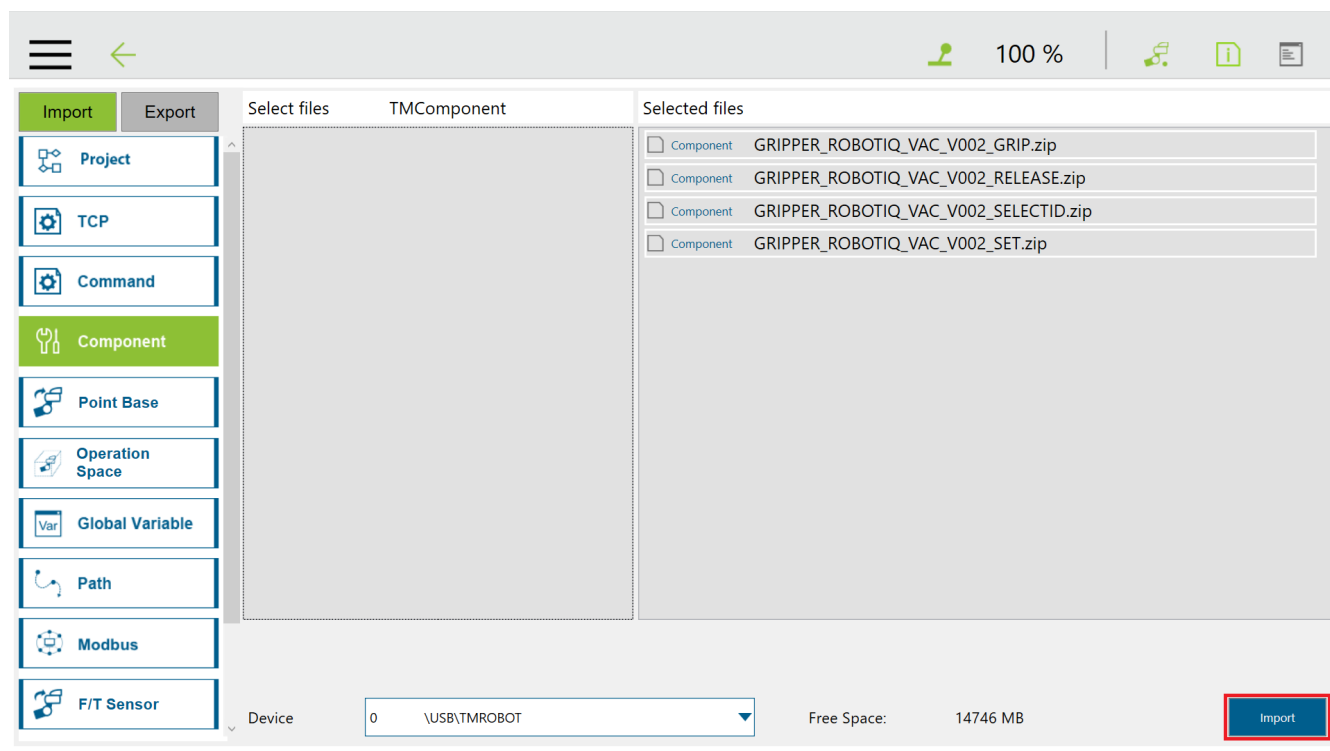 100 %
Import Export
Select files TMComponent
Selected files
Project
TCP
Command
Component
Point Base
Operation
Space
Var Global Variable
Path
Modbus
F/T Sensor
Component GRIPPER_ROBOTIQ_VAC_V002_GRIP.zip
Component GRIPPER_ROBOTIQ_VAC_V002_RELEASE.zip
Component GRIPPER_ROBOTIQ_VAC_V002_SELECTID.zip
Component GRIPPER_ROBOTIQ_VAC_V002_SET.zip
Device 0 \USB\TMROBOT Free Space: 14746 MB Import